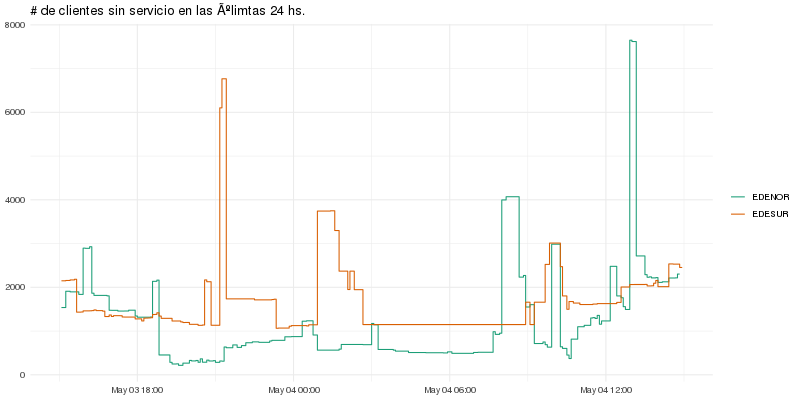 # de clientes sin servicio en las Ãºlimtas 24 hs.
8000
6000
4000
2000
0
May 03 18:00
May 04 00:00
May 04 06:00
May 04 12:00
EDENOR
EDESUR